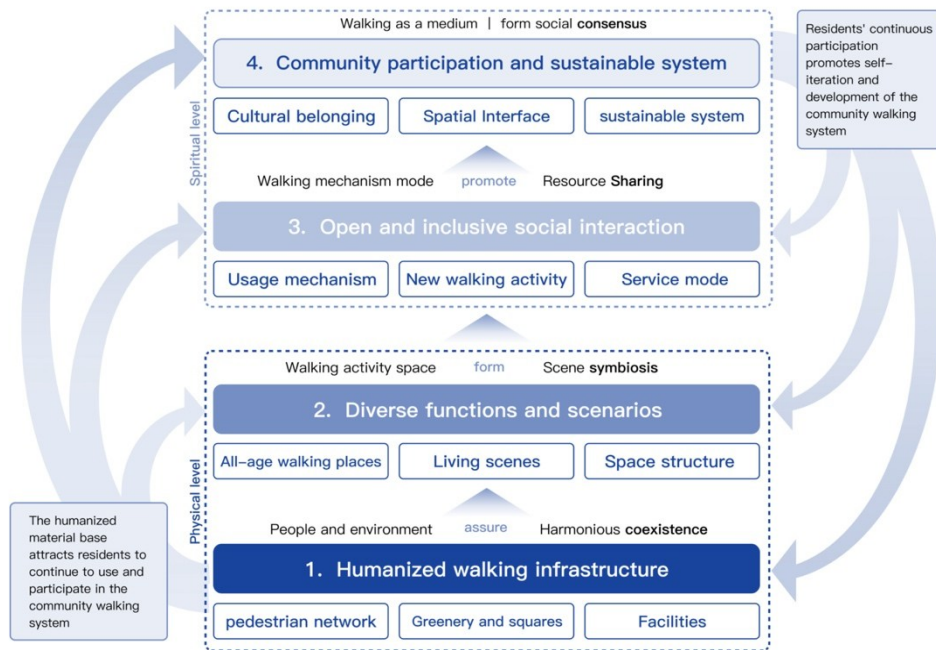 Walking as a medium | form social consensus
4. Community participation and sustainable system
Cultural belonging
Spatial Interface
sustainable system
Walking mechanism mode
promote
Resource Sharing
3. Open and inclusive social interaction
Usage mechanism
New walking activity
Service mode
Spiritual level
Walking activity space
form
Scene symbiosis
2. Diverse functions and scenarios
All-age walking places
Living scenes
Space structure
People and environment
assure
Harmonious coexistence
1. Humanized walking infrastructure
pedestrian network
Greenery and squares
Facilities
Physical level
Residents' continuous
participation
promotes self-
iteration and
development of the
community walking
system
The humanized
material base
attracts residents to
continue to use and
participate in the
community walking
system